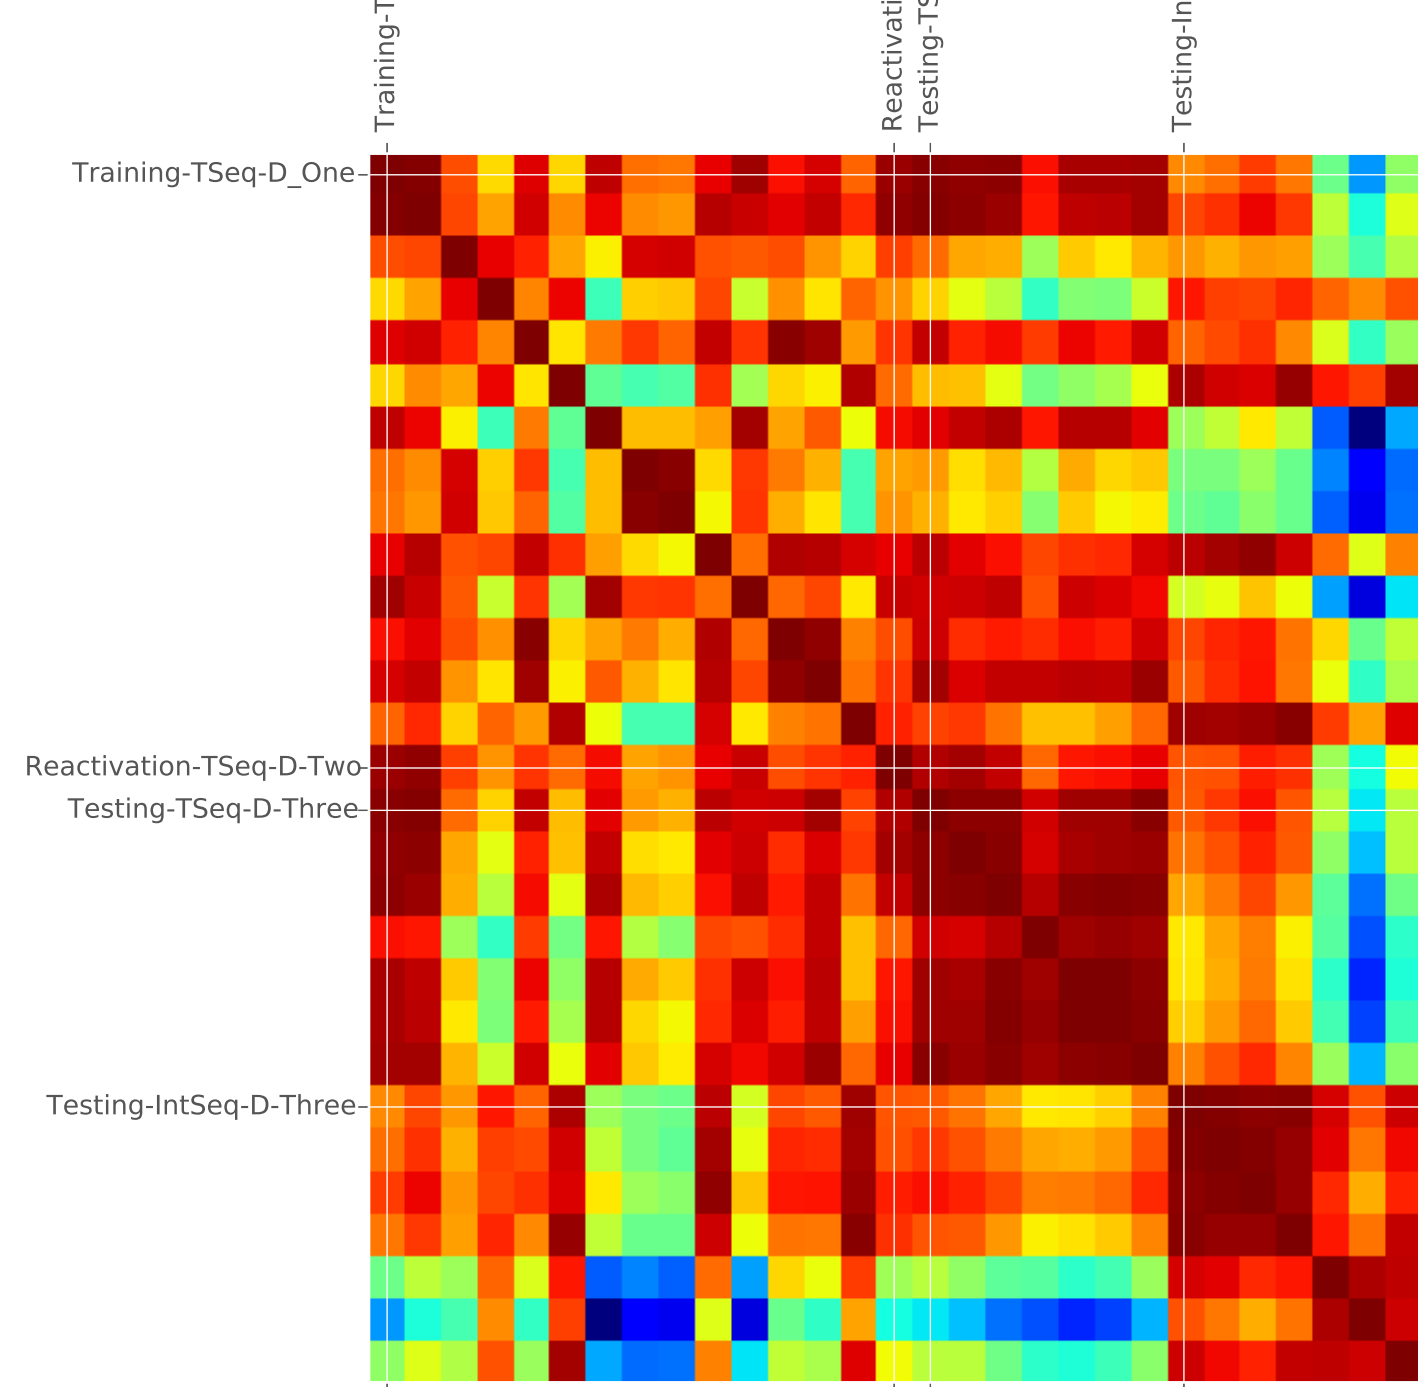 Training-T
Reactivati
Testing-TS
Testing-In
Training-TSeq-D_One
Reactivation-TSeq-D-Two
Testing-TSeq-D-Three
Testing-IntSeq-D-Three